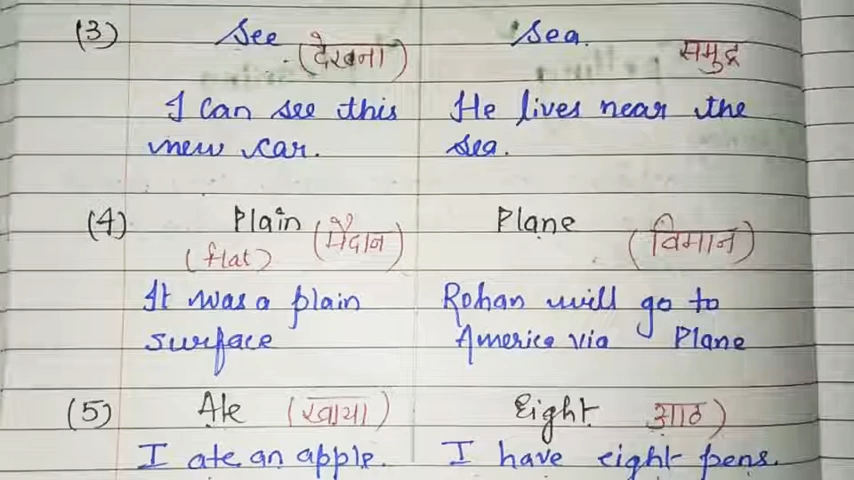 (3) See (देखना) Sea. समुद्र
I can see this He lives near the
new car. sea.
(4) Plain (मैदान) Plane (विमान)
(flat)
It was a plain Rohan will go to
surface America via Plane
(5) Ate (खाया) Eight आठ)
I ate an apple. I have eight pens.